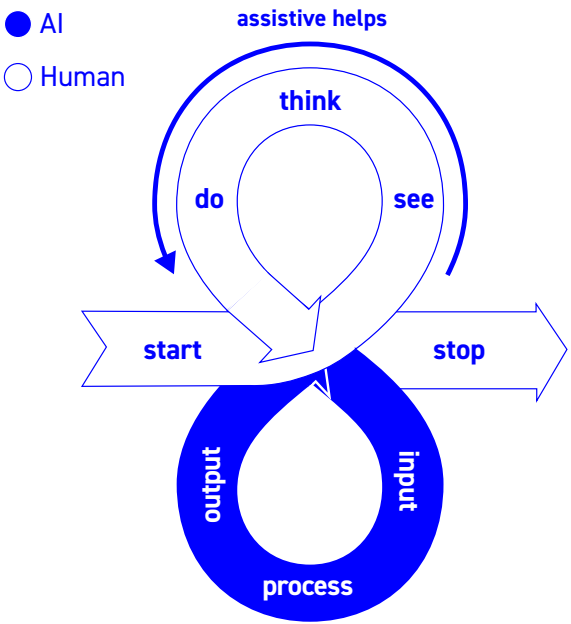 AI
Human
assistive helps
think
do
see
start
stop
output
input
process